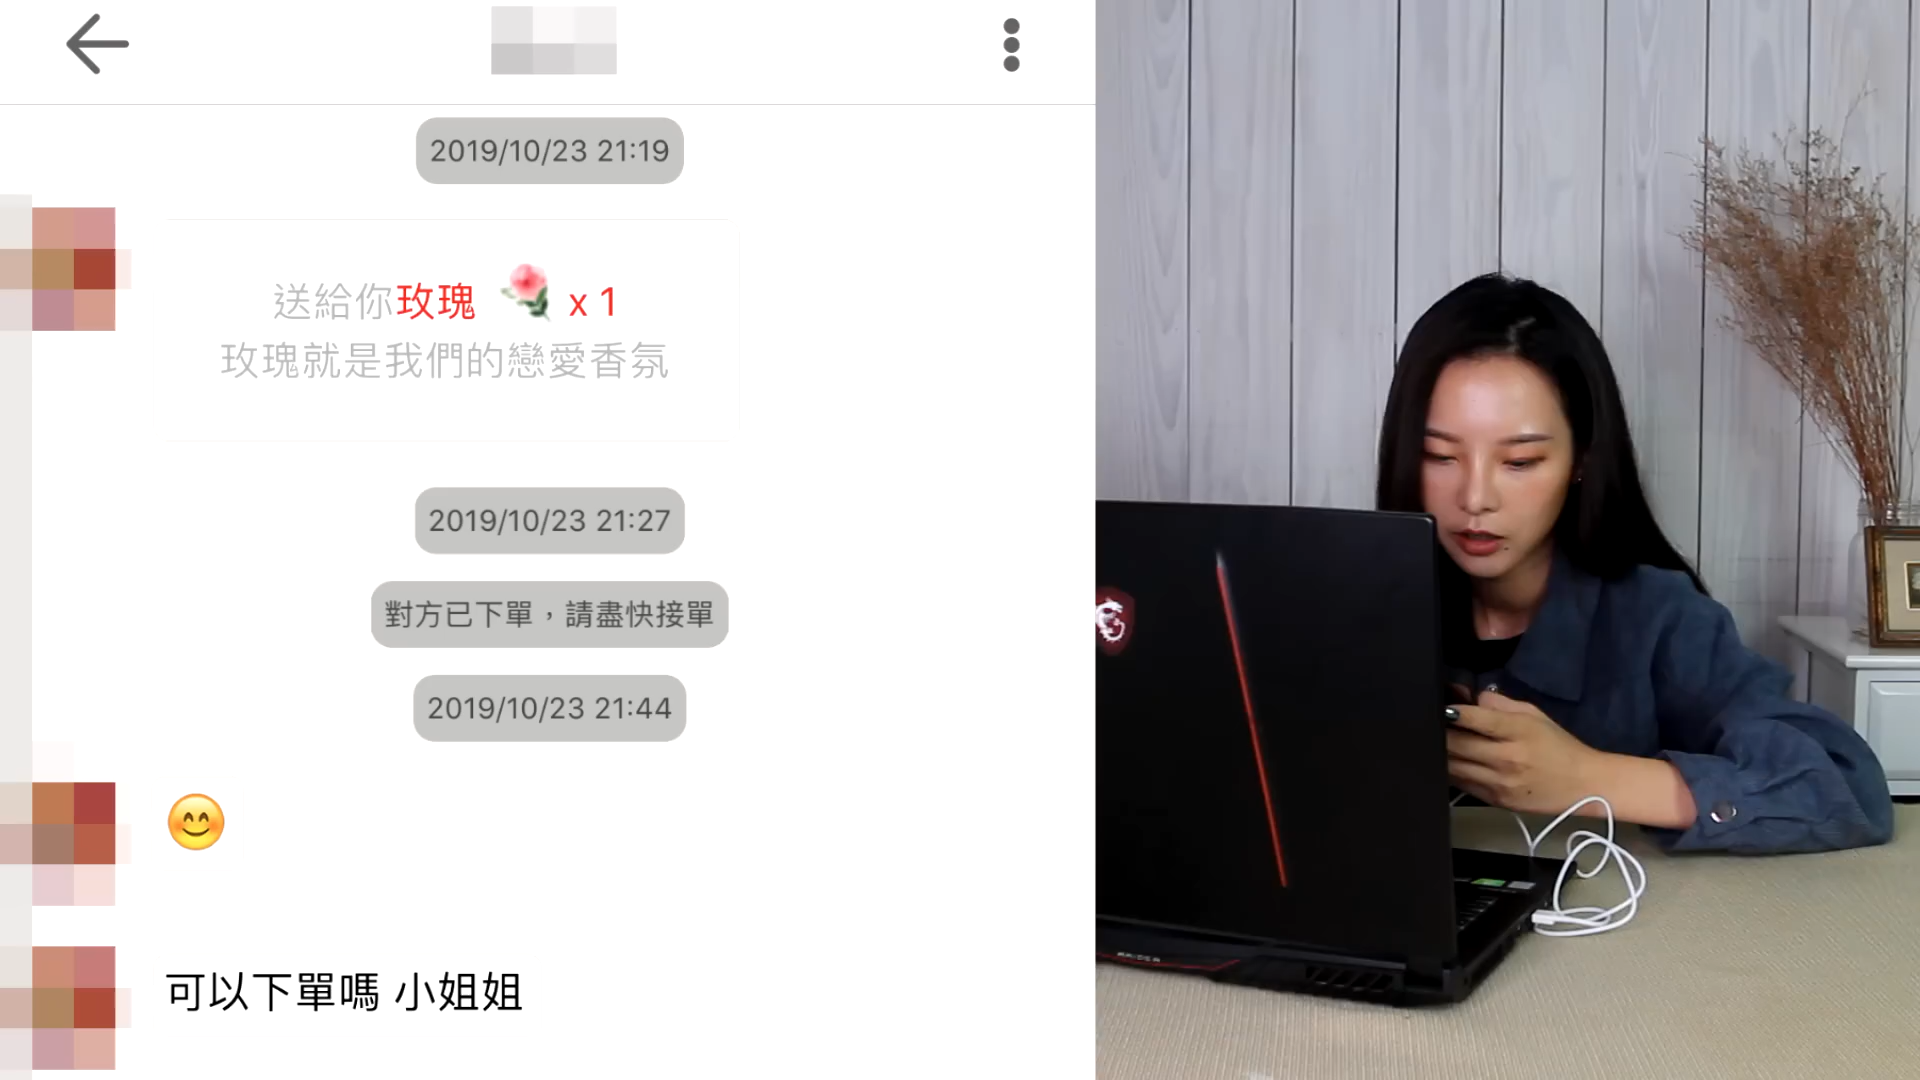 2019/10/23 21:19
送給你玫瑰 x 1
玫瑰就是我們的戀愛香氛
2019/10/23 21:27
對方已下單，請盡快接單
2019/10/23 21:44
可以下單嗎 小姐姐